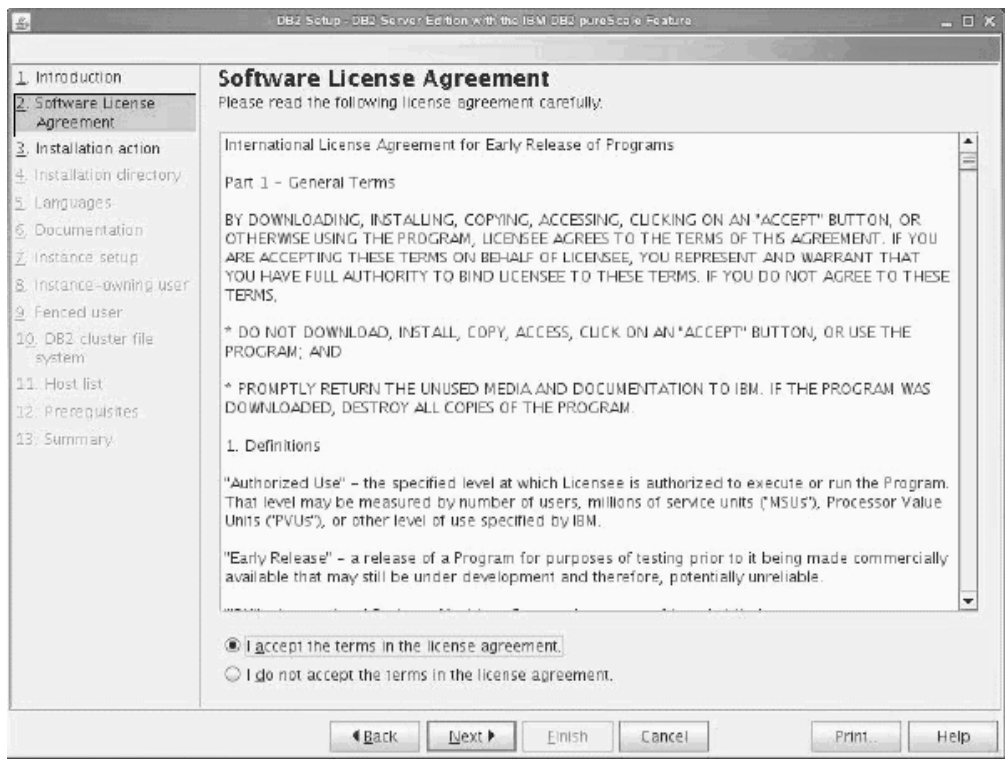 DB2 Setup - DB2 Server Edition with the IBM DB2 pureScale Feature
1. Introduction
2. Software License
Agreement
3. Installation action
4. Installation directory
5. Languages
6. Documentation
7. Instance setup
8. Instance-owning user
9. Fenced user
10. DB2 cluster file
system
11. Host list
12. Prerequisites
13. Summary
Software License Agreement
Please read the following license agreement carefully.
International License Agreement for Early Release of Programs
Part 1 - General Terms
BY DOWNLOADING, INSTALLING, COPYING, ACCESSING, CLICKING ON AN "ACCEPT" BUTTON, OR
OTHERWISE USING THE PROGRAM, LICENSEE AGREES TO THE TERMS OF THIS AGREEMENT. IF YOU
ARE ACCEPTING THESE TERMS ON BEHALF OF LICENSEE, YOU REPRESENT AND WARRANT THAT
YOU HAVE FULL AUTHORITY TO BIND LICENSEE TO THESE TERMS. IF YOU DO NOT AGREE TO THESE
TERMS,
* DO NOT DOWNLOAD, INSTALL, COPY, ACCESS, CLICK ON AN "ACCEPT" BUTTON, OR USE THE
PROGRAM; AND
* PROMPTLY RETURN THE UNUSED MEDIA AND DOCUMENTATION TO IBM. IF THE PROGRAM WAS
DOWNLOADED, DESTROY ALL COPIES OF THE PROGRAM.
1. Definitions
"Authorized Use" - the specified level at which Licensee is authorized to execute or run the Program.
That level may be measured by number of users, millions of service units ("MSUs"), Processor Value
Units ("PVUs"), or other level of use specified by IBM.
"Early Release" - a release of a Program for purposes of testing prior to it being made commercially
available that may still be under development and therefore, potentially unreliable.
I accept the terms in the license agreement.
I do not accept the terms in the license agreement.
Back
Next
Finish
Cancel
Print...
Help